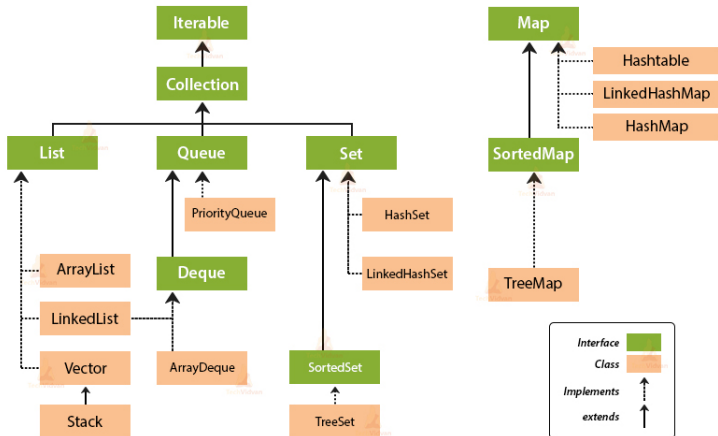 Iterable
Map
Hashtable
Collection
LinkedHashMap
HashMap
List
Queue
Set
SortedMap
PriorityQueue
HashSet
ArrayList
Deque
LinkedHashSet
TreeMap
LinkedList
Interface
Vector
ArrayDeque
SortedSet
Class
Implements
Stack
TreeSet
extends